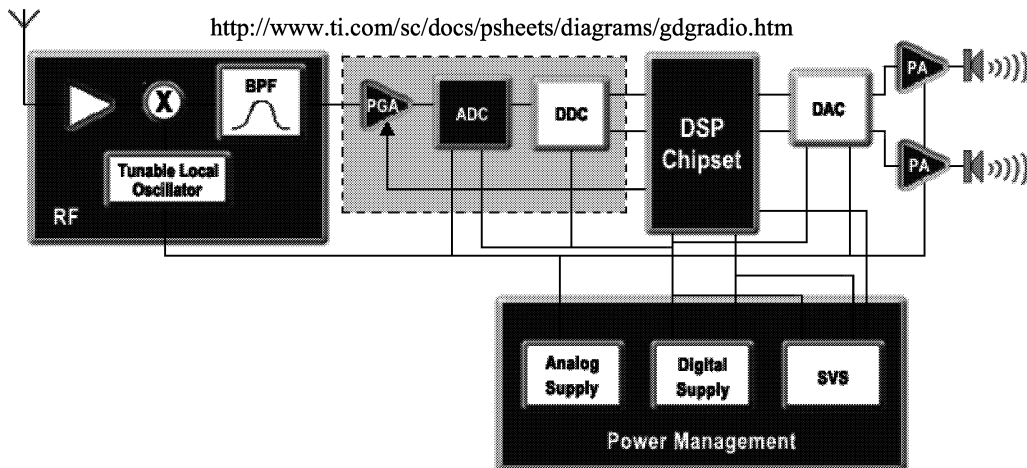 http://www.ti.com/sc/docs/psheets/diagrams/gdgradio.htm
X
BPF
Tunable Local
Oscillator
RF
PGA
ADC
DDC
DSP
Chipset
DAC
PA
PA
Analog
Supply
Digital
Supply
SVS
Power Management